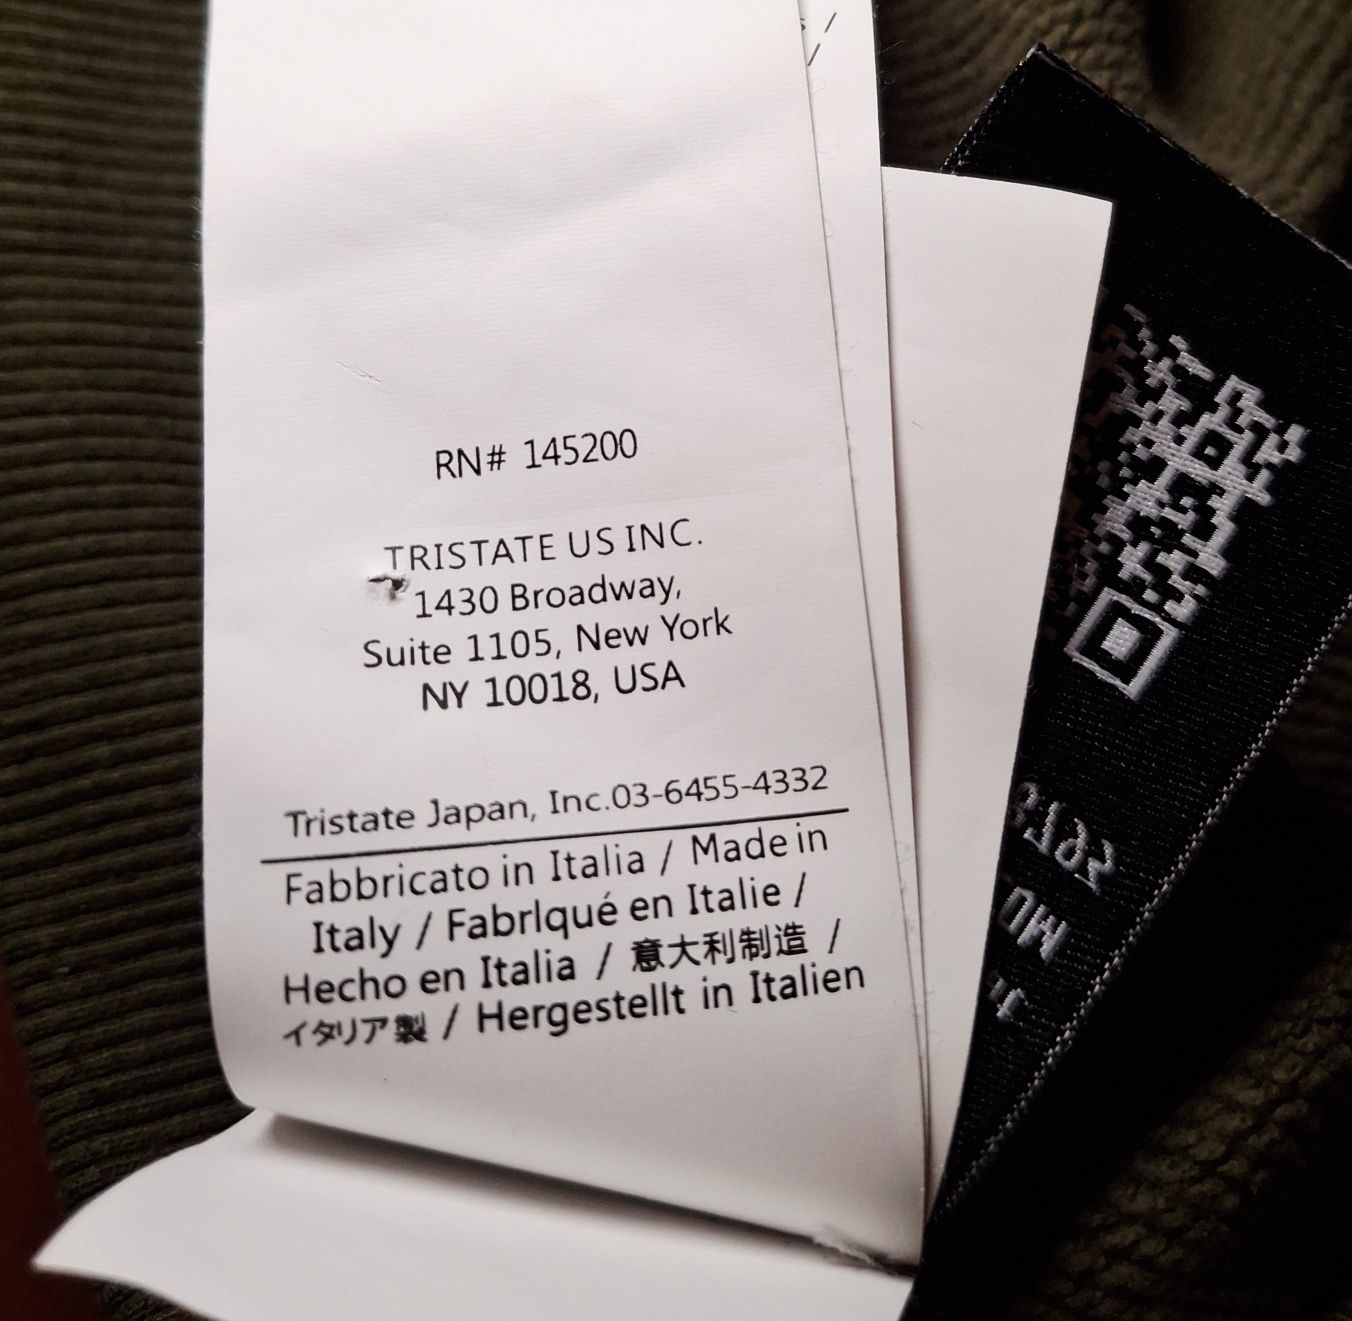 RN# 145200
TRISTATE US INC.
1430 Broadway,
Suite 1105, New York
NY 10018, USA
Tristate Japan, Inc.03-6455-4332
Fabbricato in Italia / Made in
Italy / Fabrlqué en Italie /
Hecho en Italia / 意大利制造 /
イタリア製 / Hergestellt in Italien